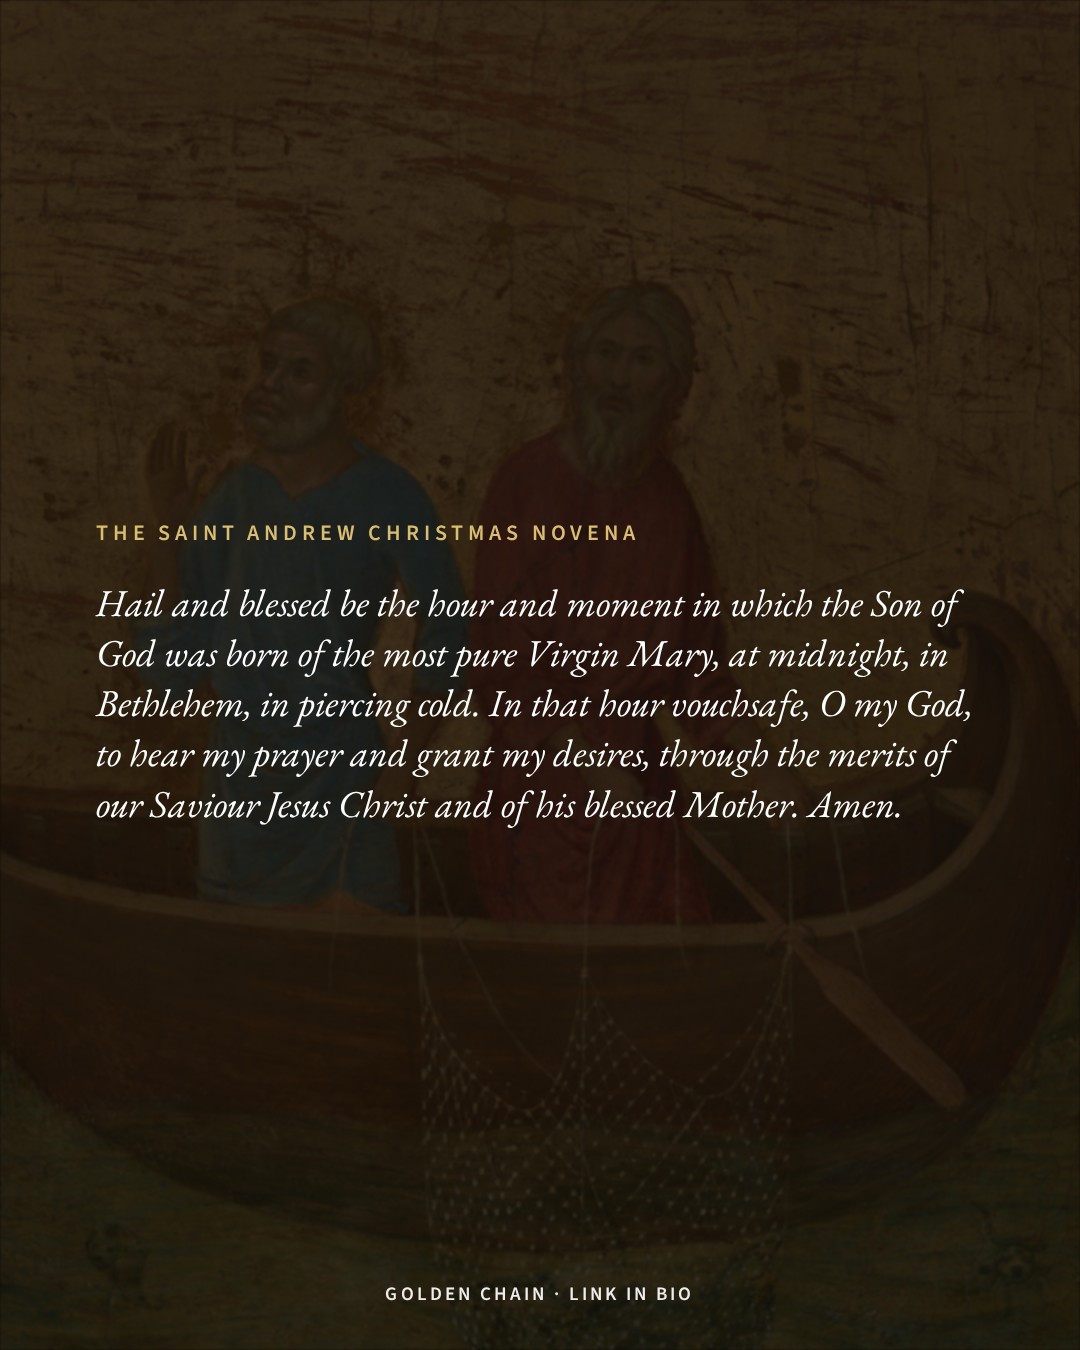 THE SAINT ANDREW CHRISTMAS NOVENA
Hail and blessed be the hour and moment in which the Son of
God was born of the most pure Virgin Mary, at midnight, in
Bethlehem, in piercing cold. In that hour vouchsafe, O my God,
to hear my prayer and grant my desires, through the merits of
our Saviour Jesus Christ and of his blessed Mother. Amen.
GOLDEN CHAIN · LINK IN BIO